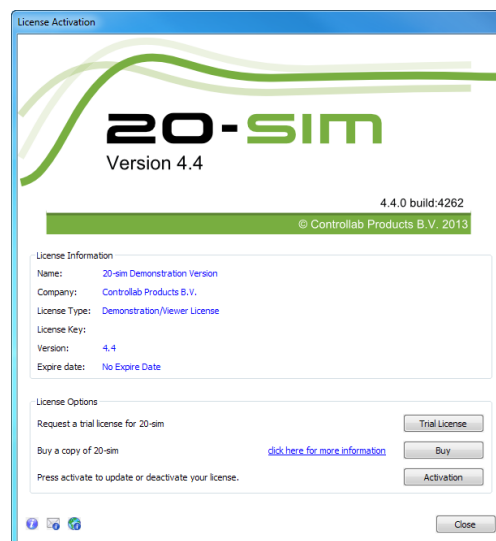 License Activation
20-sim
Version 4.4
4.4.0 build:4262
© Controllab Products B.V. 2013
License Information
Name: 20-sim Demonstration Version
Company: Controllab Products B.V.
License Type: Demonstration/Viewer License
License Key:
Version: 4.4
Expire date: No Expire Date
License Options
Request a trial license for 20-sim Trial License
Buy a copy of 20-sim click here for more information Buy
Press activate to update or deactivate your license. Activation
Close